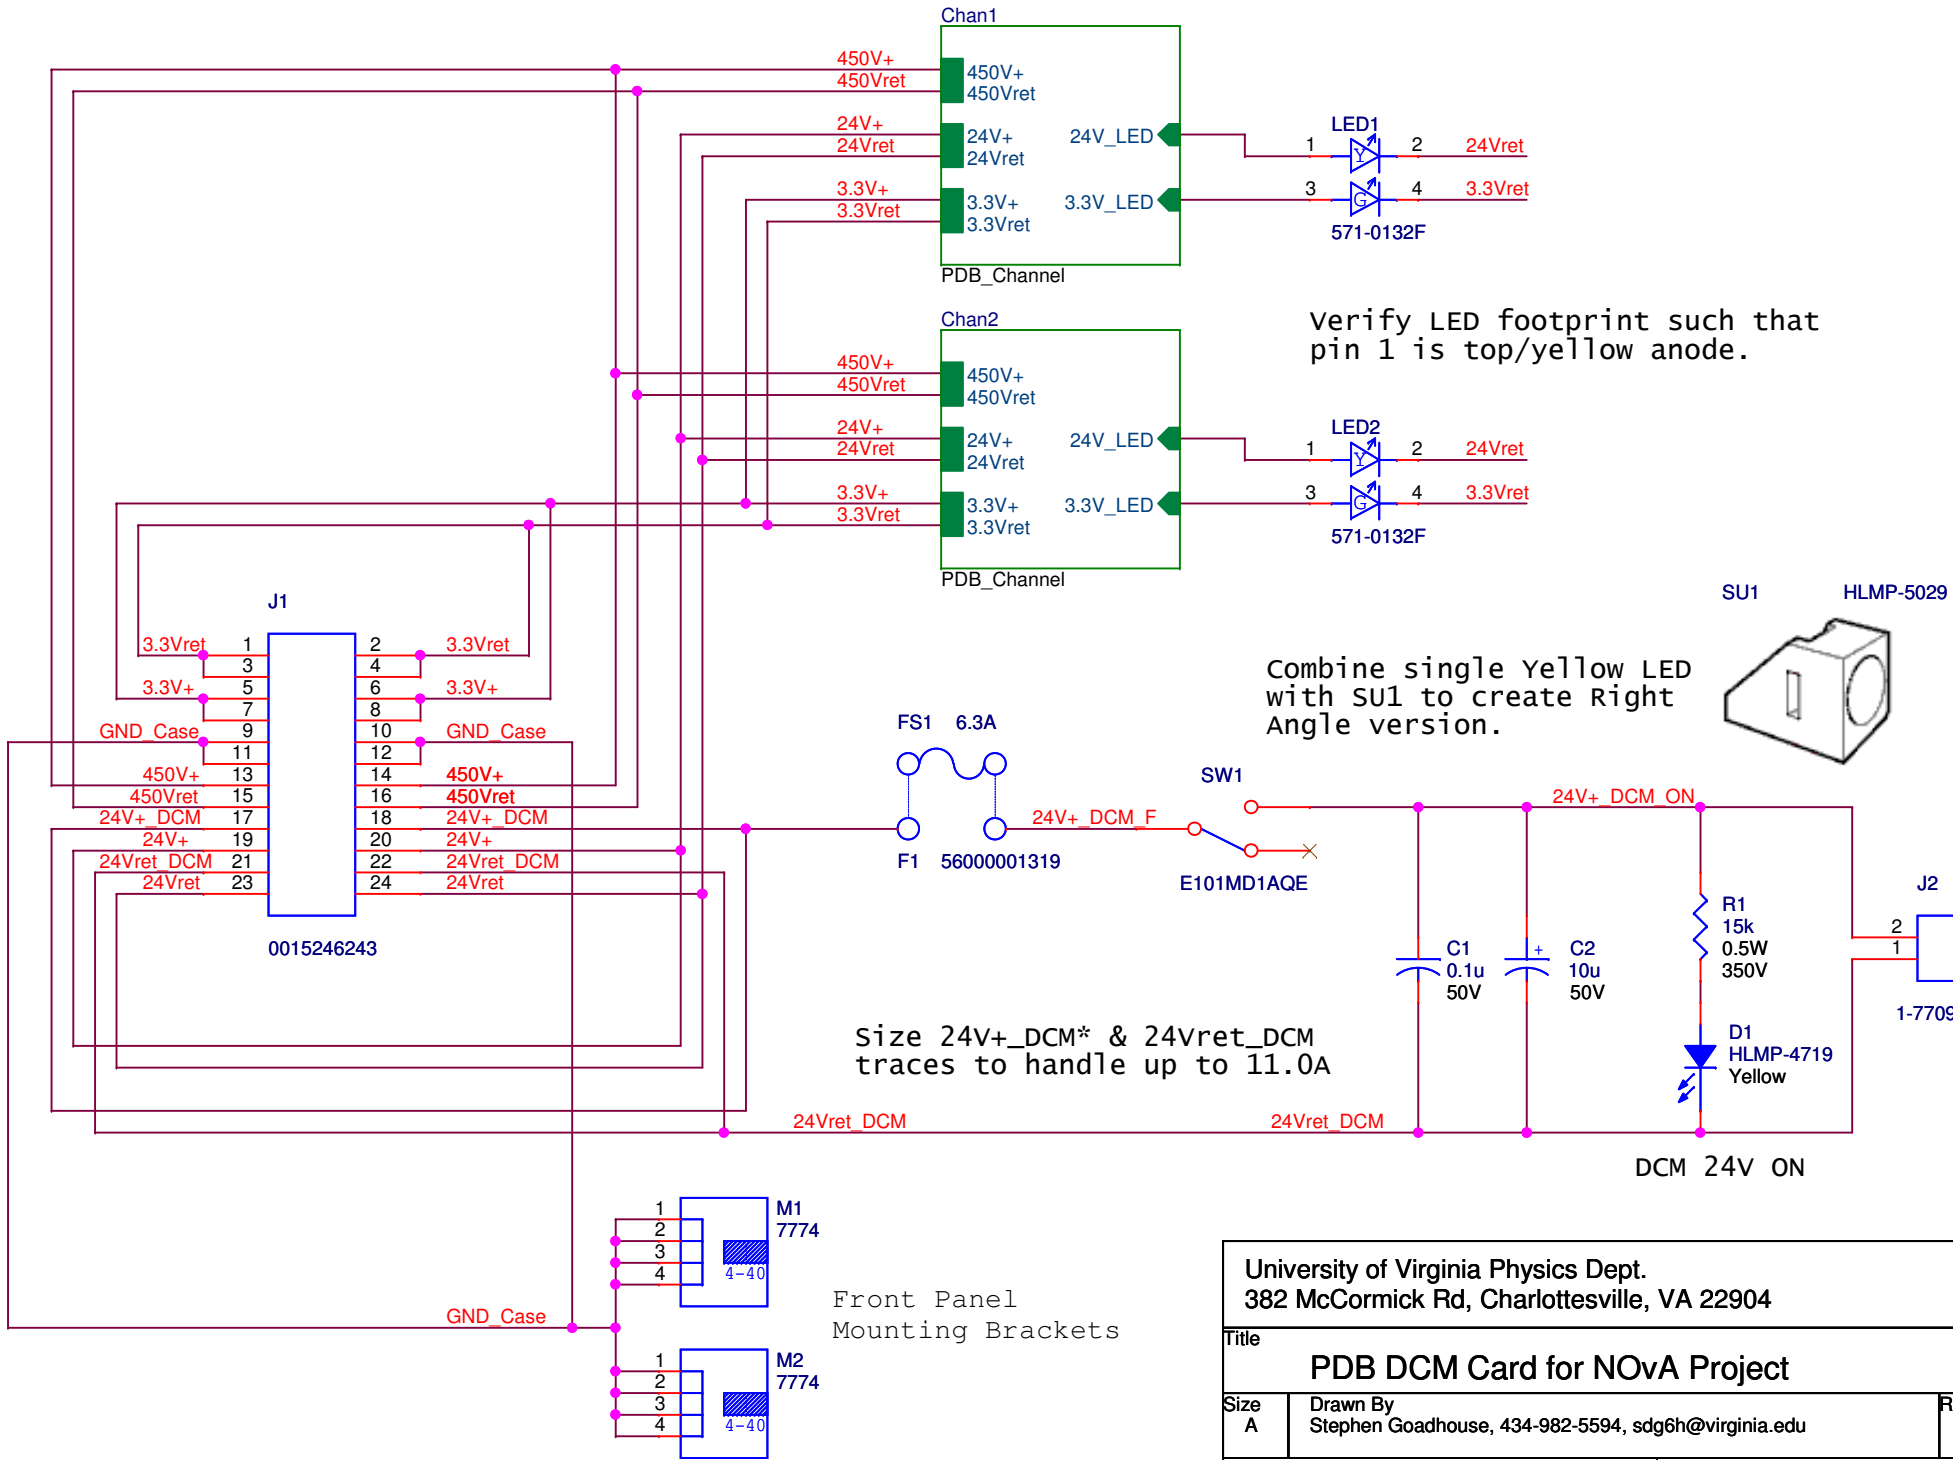 Chan1
450V+
450Vret
450V+
450Vret
24V+
24Vret
24V+
24Vret
24V_LED
3.3V+
3.3Vret
3.3V+
3.3Vret
3.3V_LED
PDB_Channel
LED1
1 Y 2 24Vret
3 G 4 3.3Vret
571-0132F
Verify LED footprint such that
pin 1 is top/yellow anode.
Chan2
450V+
450Vret
450V+
450Vret
24V+
24Vret
24V+
24Vret
24V_LED
3.3V+
3.3Vret
3.3V+
3.3Vret
3.3V_LED
PDB_Channel
LED2
1 Y 2 24Vret
3 G 4 3.3Vret
571-0132F
SU1 HLMP-5029
Combine single Yellow LED
with SU1 to create Right
Angle version.
J1
3.3Vret 1 2 3.3Vret
3 4
3.3V+ 5 6 3.3V+
7 8
GND_Case 9 10 GND_Case
11 12
450V+ 13 14 450V+
450Vret 15 16 450Vret
24V+_DCM 17 18 24V+_DCM
24V+ 19 20 24V+
24Vret_DCM 21 22 24Vret_DCM
24Vret 23 24 24Vret
0015246243
FS1 6.3A
F1 56000001319
24V+_DCM_F
SW1
E101MD1AQE
24V+_DCM_ON
C1
0.1u
50V
+
C2
10u
50V
R1
15k
0.5W
350V
D1
HLMP-4719
Yellow
J2
2
1
1-7709
Size 24V+_DCM* & 24Vret_DCM
traces to handle up to 11.0A
24Vret_DCM
24Vret_DCM
DCM 24V ON
GND_Case
1
2
3
4
M1
7774
4-40
Front Panel
Mounting Brackets
1
2
3
4
M2
7774
4-40
University of Virginia Physics Dept.
382 McCormick Rd, Charlottesville, VA 22904
Title
PDB DCM Card for NOvA Project
Size
A
Drawn By
Stephen Goadhouse, 434-982-5594, sdg6h@virginia.edu
R